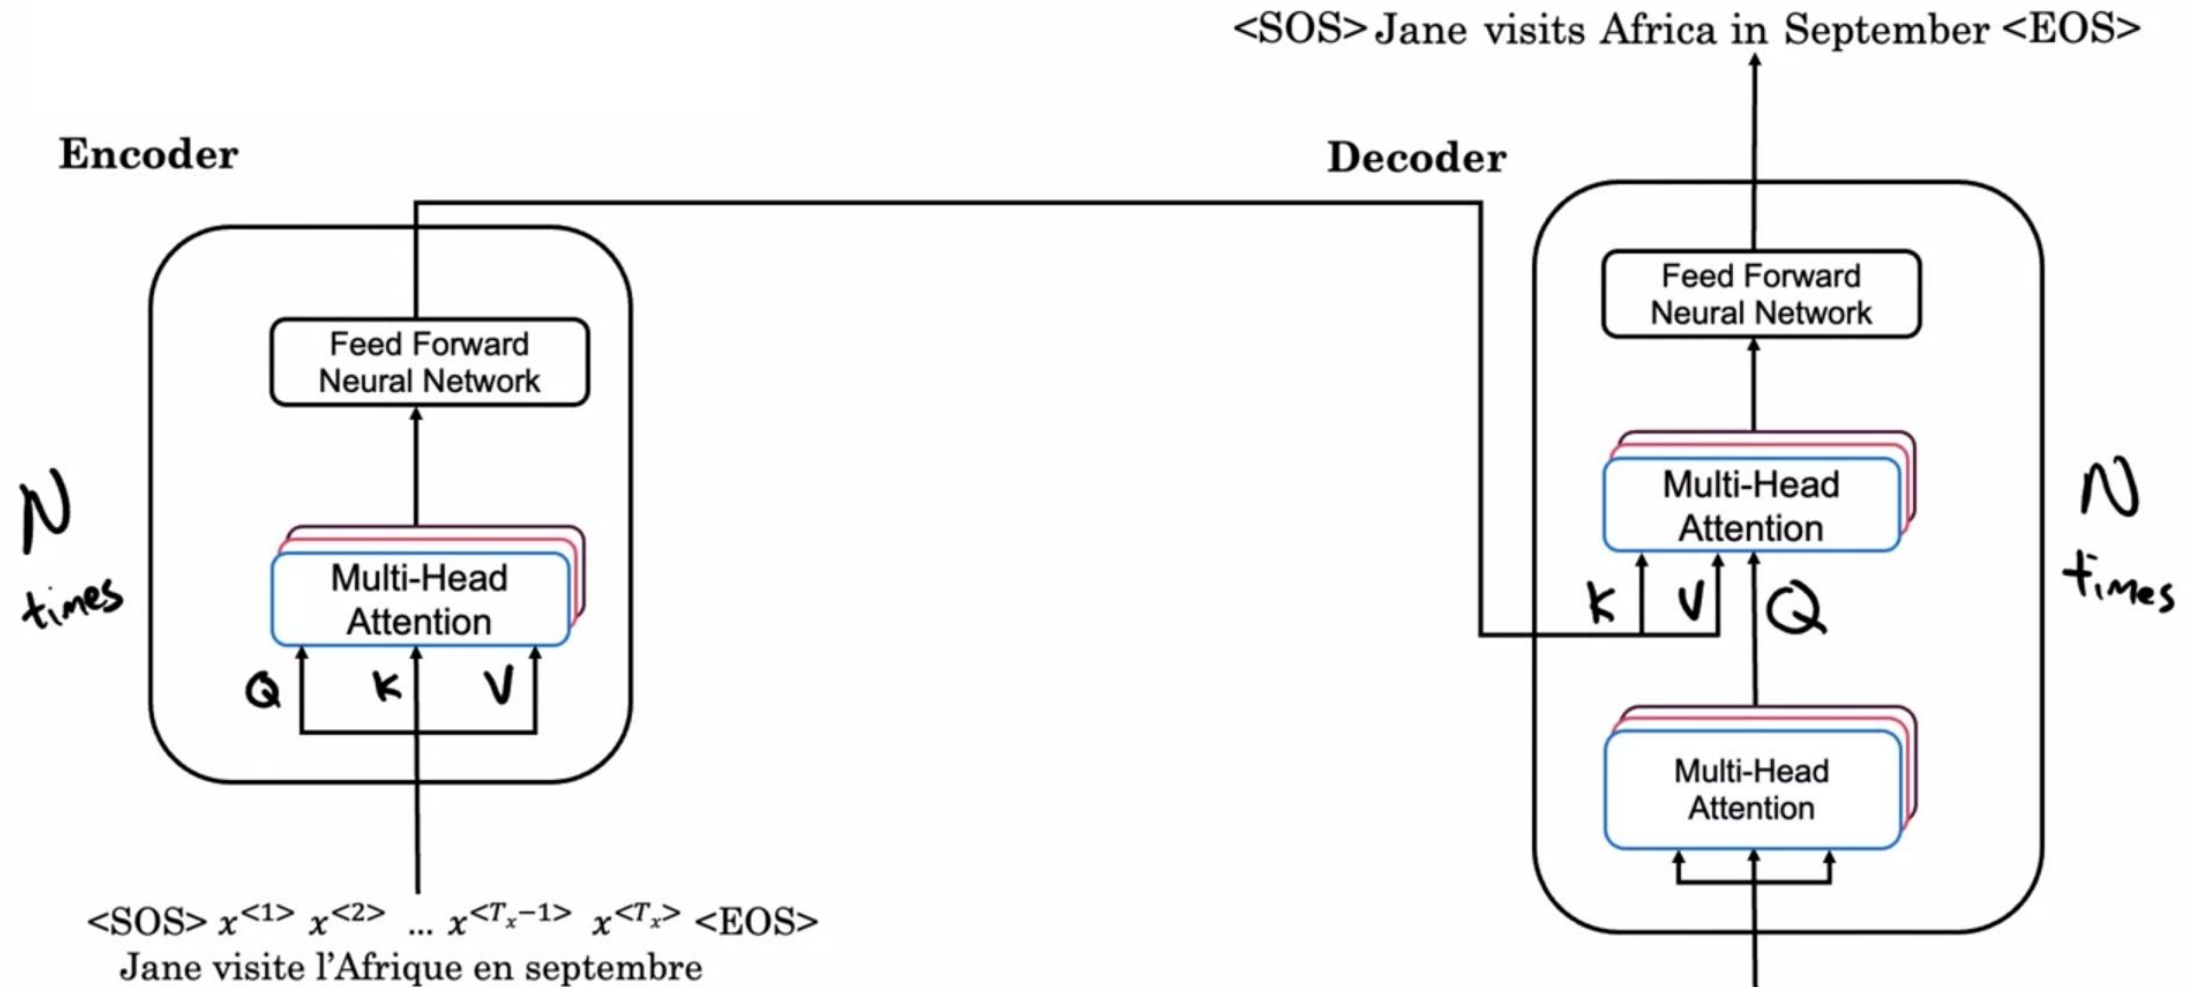 <SOS> Jane visits Africa in September <EOS>
Encoder
Decoder
Feed Forward
Neural Network
Multi-Head
Attention
Q K V
N
times
<SOS> x<1> x<2> ... x<Tx−1> x<Tx> <EOS>
Jane visite l'Afrique en septembre
Feed Forward
Neural Network
Multi-Head
Attention
K V Q
Multi-Head
Attention
N
times